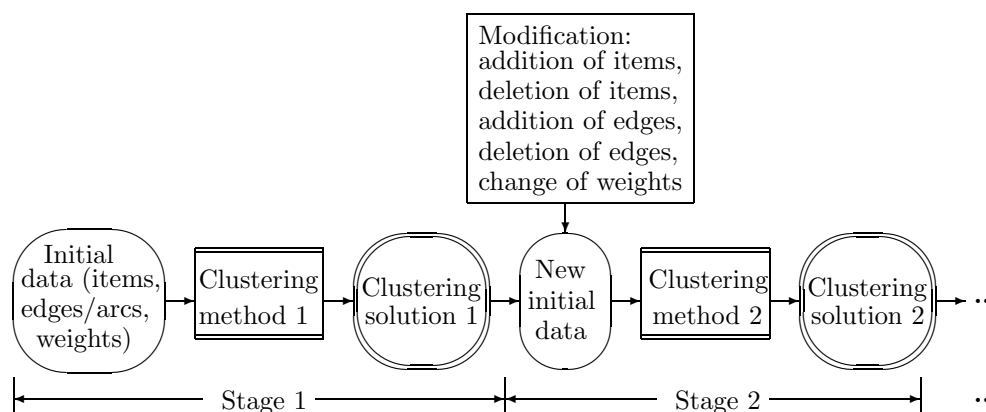 Modification:
addition of items,
deletion of items,
addition of edges,
deletion of edges,
change of weights
Initial
data (items,
edges/arcs,
weights)
Clustering
method 1
Clustering
solution 1
New
initial
data
Clustering
method 2
Clustering
solution 2
..
Stage 1
Stage 2
..